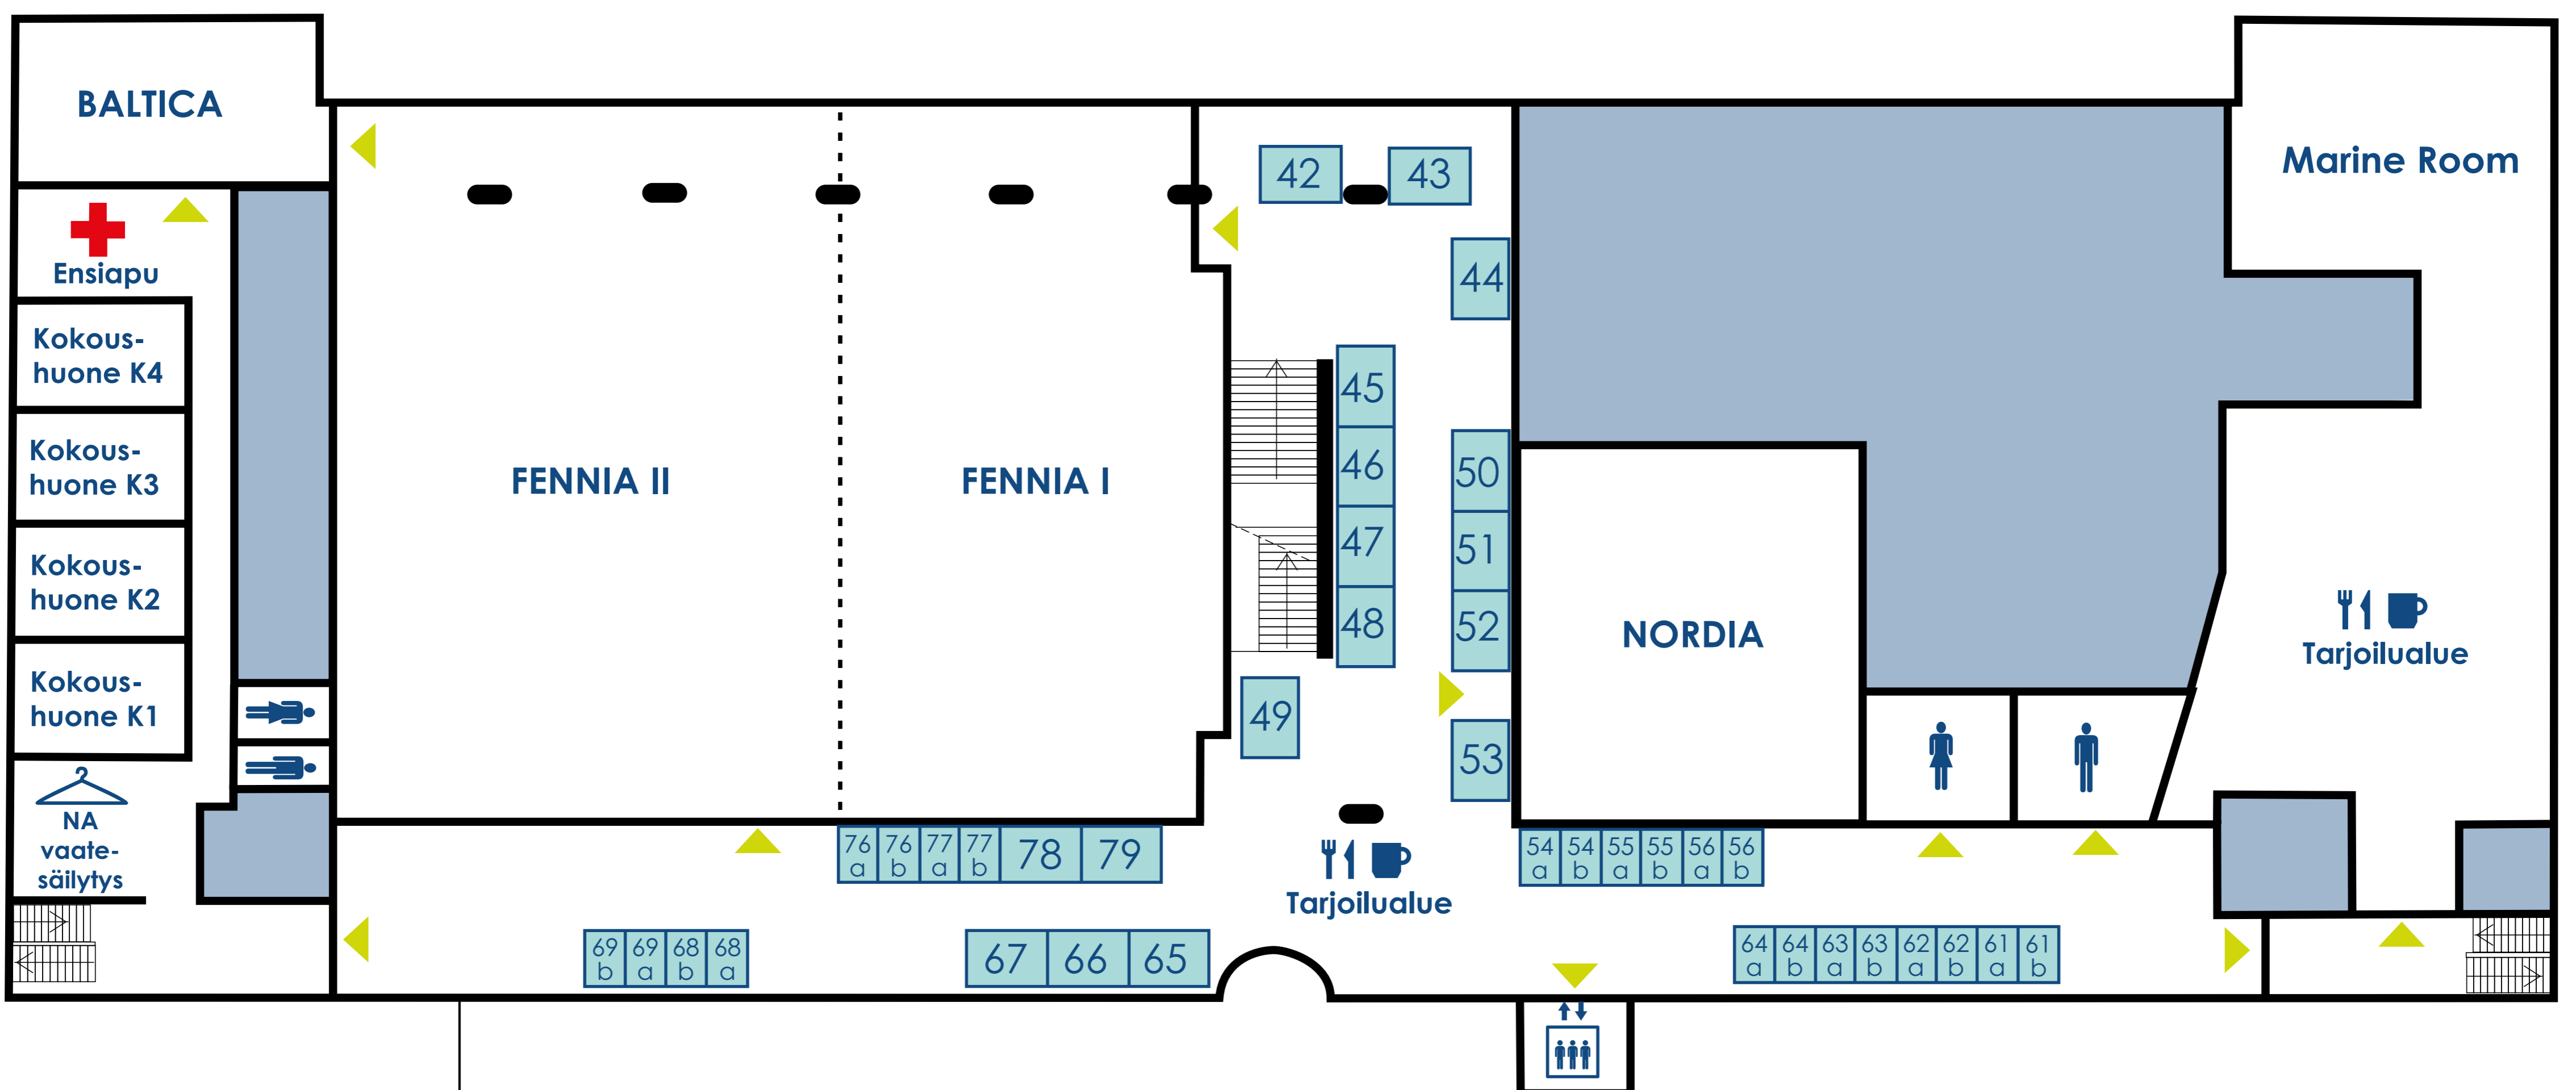 BALTICA
Ensiapu
Kokous-
huone K4
Kokous-
huone K3
Kokous-
huone K2
Kokous-
huone K1
NA
vaate-
säilytys
FENNIA II
FENNIA I
42
43
44
45
46
47
48
49
50
51
52
53
NORDIA
Marine Room
Tarjoilualue
76
a
76
b
77
a
77
b
78
79
Tarjoilualue
54
a
54
b
55
a
55
b
56
a
56
b
69
b
69
a
68
b
68
a
67
66
65
64
a
64
b
63
a
63
b
62
a
62
b
61
a
61
b